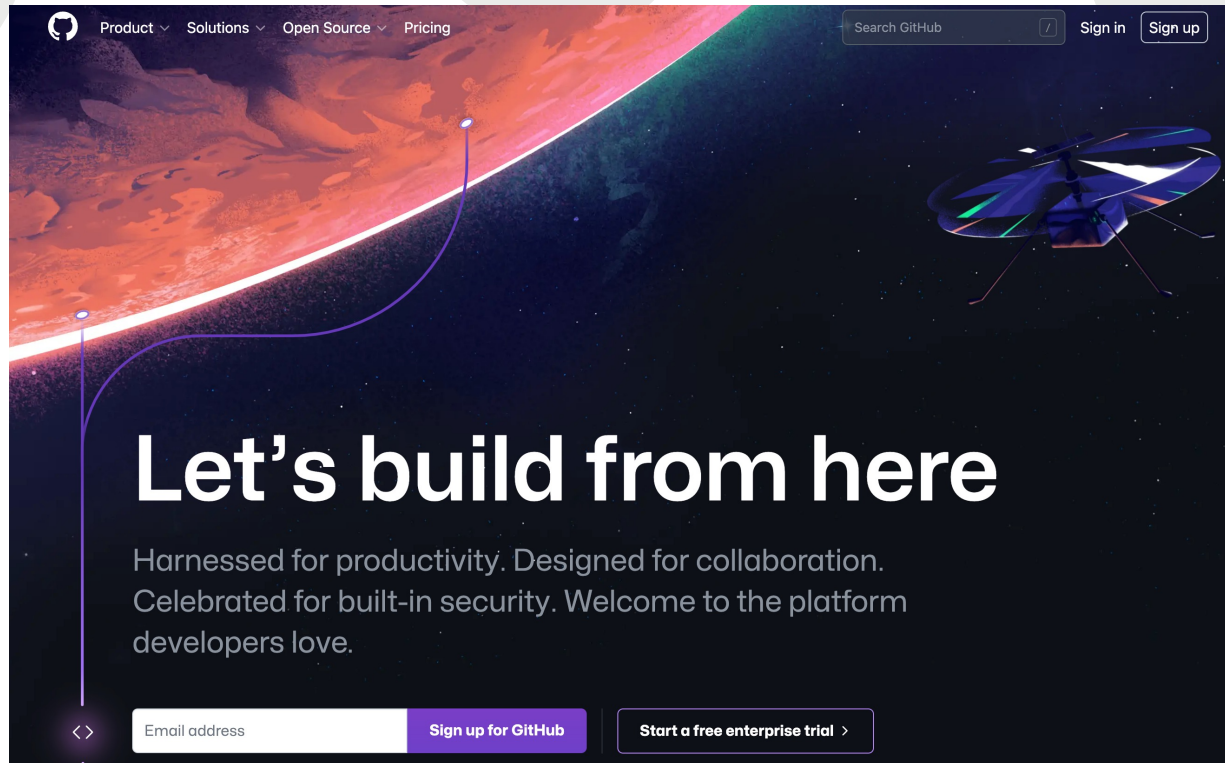 Product
Solutions
Open Source
Pricing
Search GitHub
/
Sign in
Sign up
Let’s build from here
Harnessed for productivity. Designed for collaboration.
Celebrated for built-in security. Welcome to the platform
developers love.
Email address
Sign up for GitHub
Start a free enterprise trial